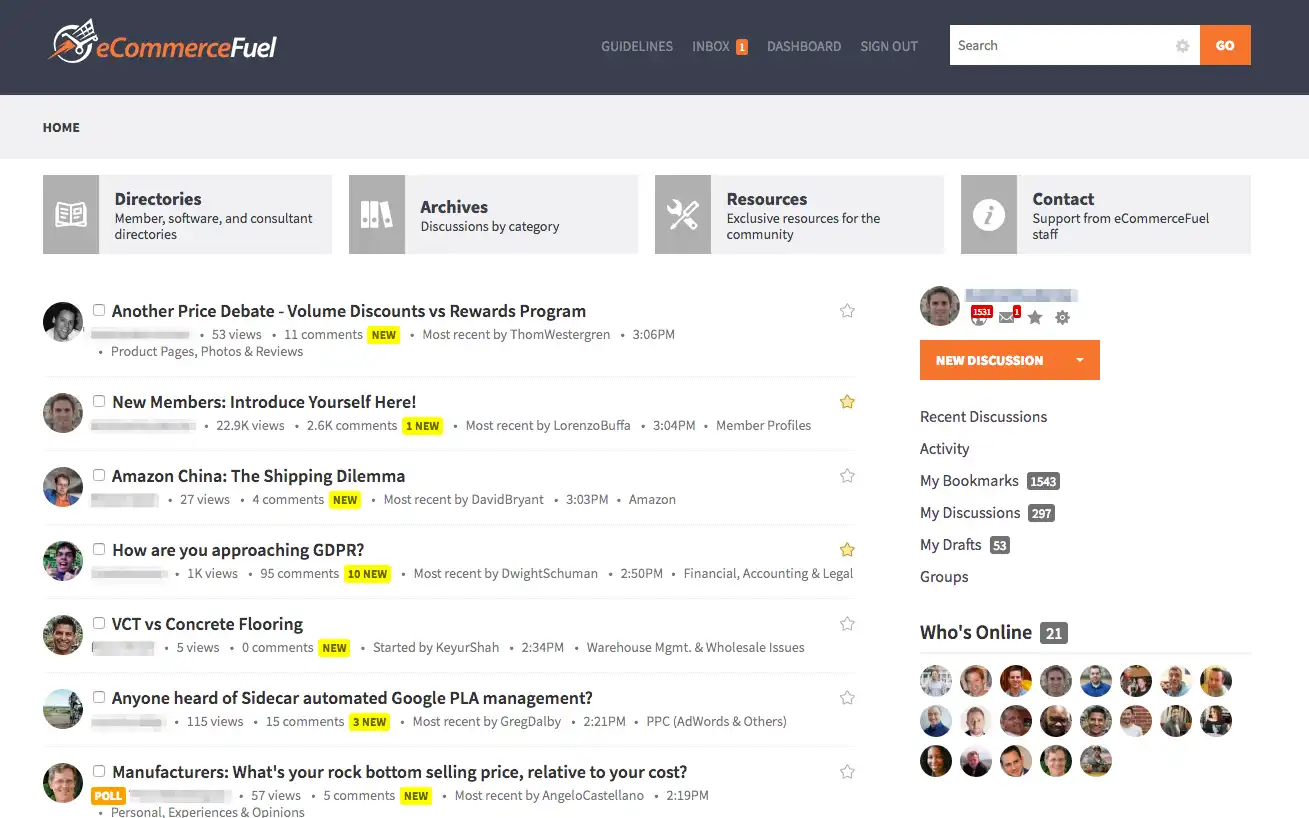 eCommerceFuel
GUIDELINES INBOX 1 DASHBOARD SIGN OUT Search GO
HOME
Directories
Member, software, and consultant
directories
Archives
Discussions by category
Resources
Exclusive resources for the
community
Contact
Support from eCommerceFuel
staff
Another Price Debate - Volume Discounts vs Rewards Program
• 53 views • 11 comments NEW • Most recent by ThomWestergren • 3:06PM
• Product Pages, Photos & Reviews
New Members: Introduce Yourself Here!
• 22.9K views • 2.6K comments 1 NEW • Most recent by LorenzoBuffa • 3:04PM • Member Profiles
Amazon China: The Shipping Dilemma
• 27 views • 4 comments NEW • Most recent by DavidBryant • 3:03PM • Amazon
How are you approaching GDPR?
• 1K views • 95 comments 10 NEW • Most recent by DwightSchuman • 2:50PM • Financial, Accounting & Legal
VCT vs Concrete Flooring
• 5 views • 0 comments NEW • Started by KeyurShah • 2:34PM • Warehouse Mgmt. & Wholesale Issues
Anyone heard of Sidecar automated Google PLA management?
• 115 views • 15 comments 3 NEW • Most recent by GregDalby • 2:21PM • PPC (AdWords & Others)
Manufacturers: What's your rock bottom selling price, relative to your cost?
POLL • 57 views • 5 comments NEW • Most recent by AngeloCastellano • 2:19PM
• Personal, Experiences & Opinions
1531 1
NEW DISCUSSION
Recent Discussions
Activity
My Bookmarks 1543
My Discussions 297
My Drafts 53
Groups
Who's Online 21